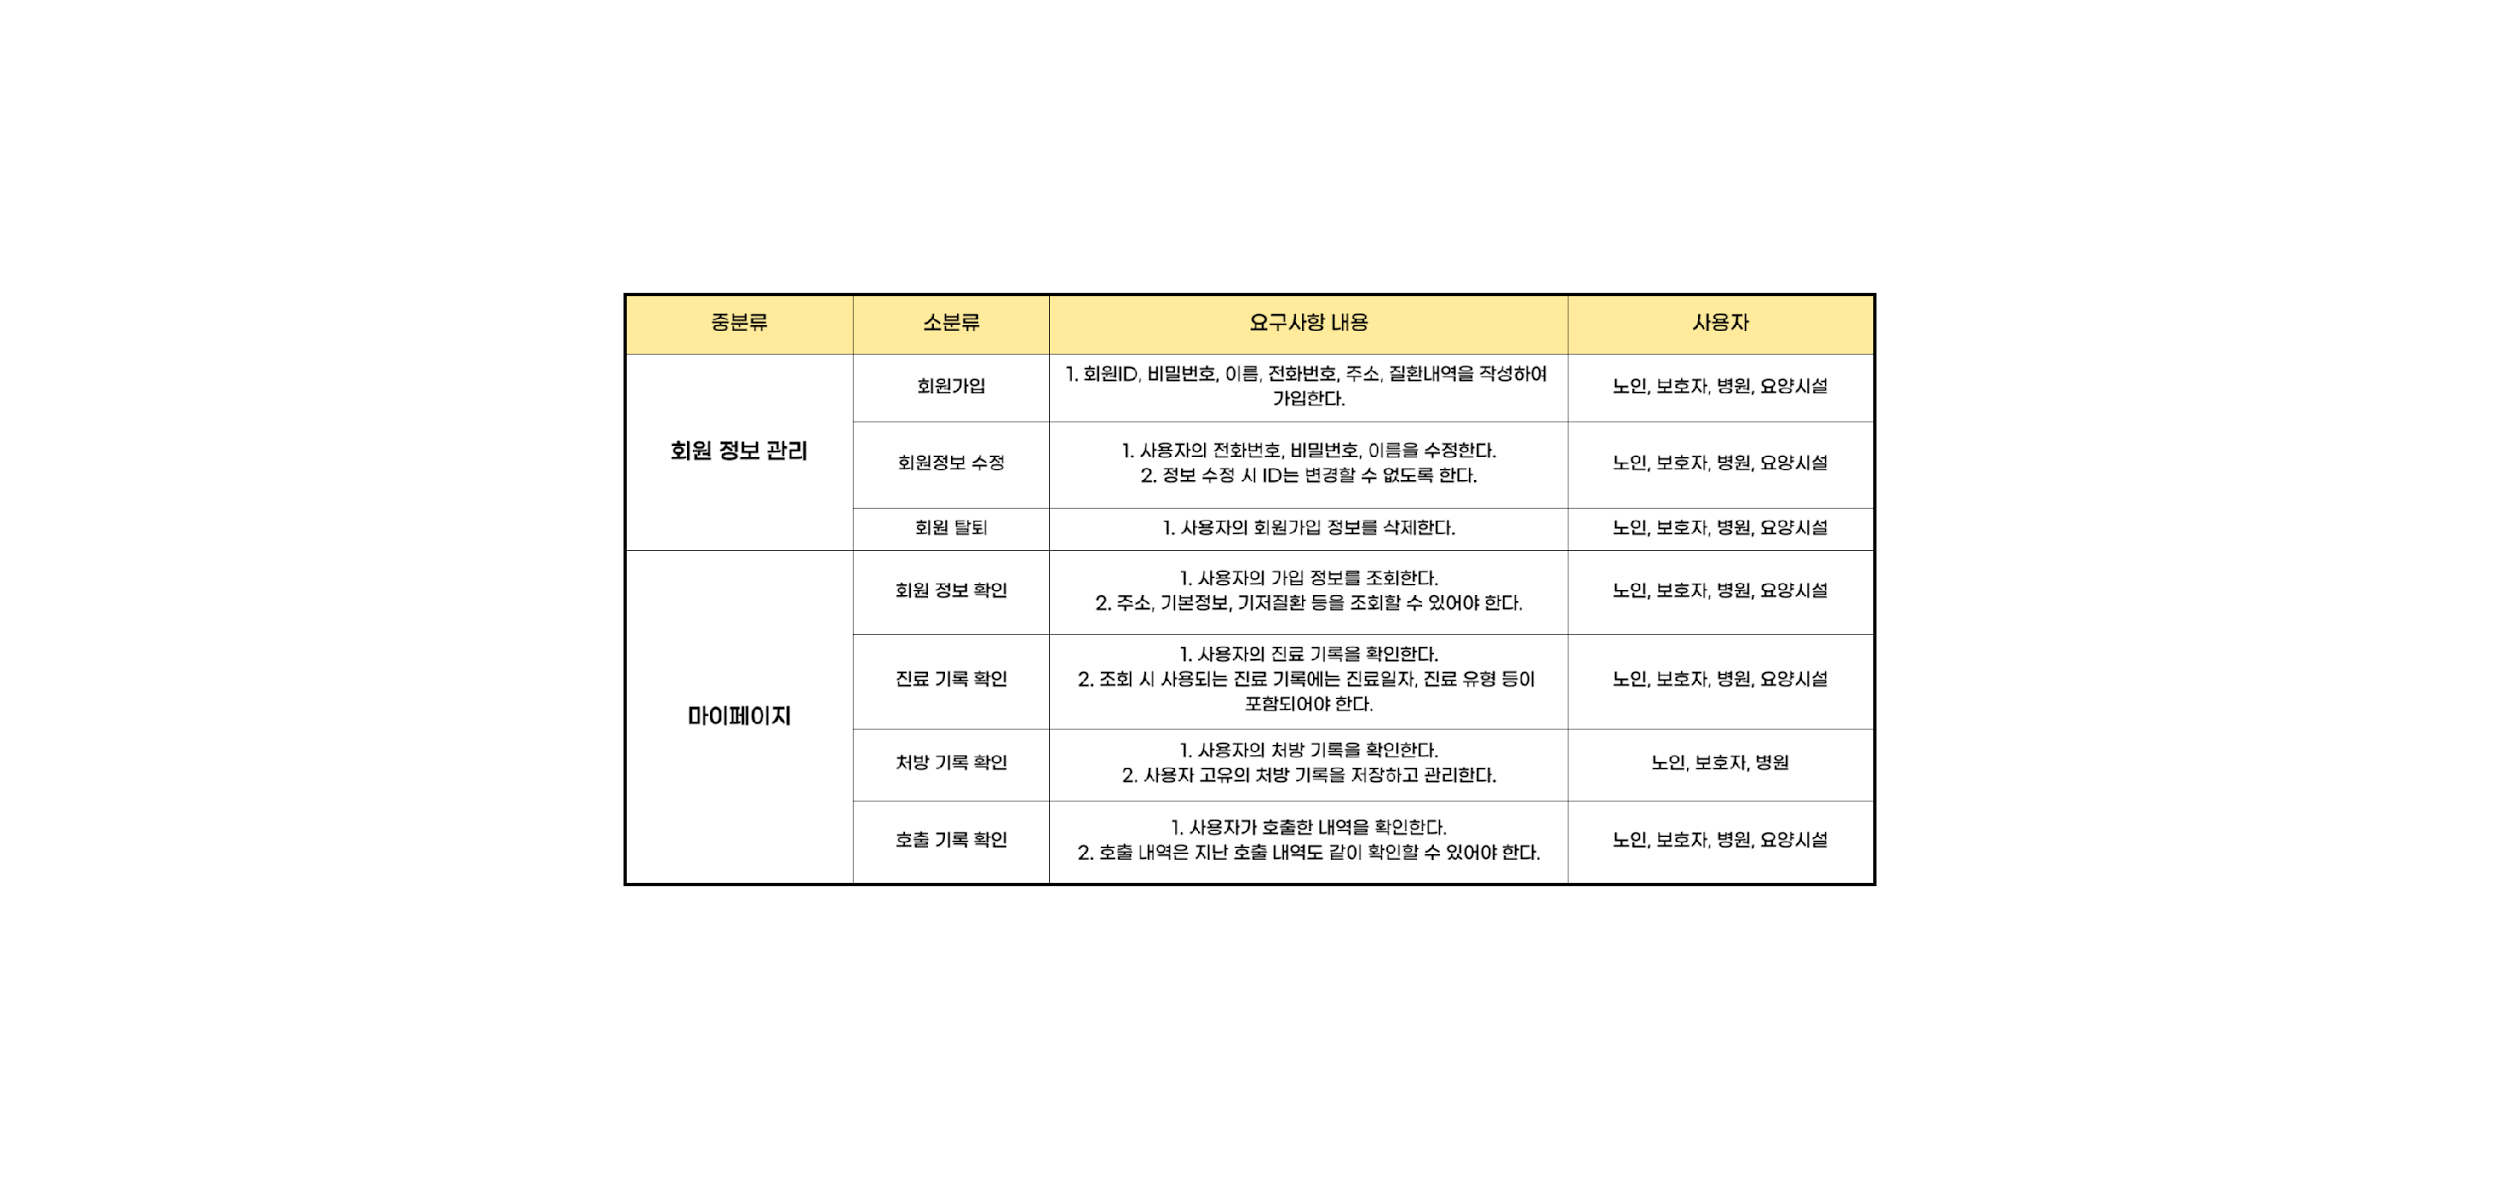 중분류 소분류 요구사항 내용 사용자
회원 정보 관리
회원가입
1. 회원ID, 비밀번호, 이름, 전화번호, 주소, 질환내역을 작성하여
가입한다.
노인, 보호자, 병원, 요양시설
회원정보 수정
1. 사용자의 전화번호, 비밀번호, 이름을 수정한다.
2. 정보 수정 시 ID는 변경할 수 없도록 한다.
노인, 보호자, 병원, 요양시설
회원 탈퇴
1. 사용자의 회원가입 정보를 삭제한다.
노인, 보호자, 병원, 요양시설
마이페이지
회원 정보 확인
1. 사용자의 가입 정보를 조회한다.
2. 주소, 기본정보, 기저질환 등을 조회할 수 있어야 한다.
노인, 보호자, 병원, 요양시설
진료 기록 확인
1. 사용자의 진료 기록을 확인한다.
2. 조회 시 사용되는 진료 기록에는 진료일자, 진료 유형 등이
포함되어야 한다.
노인, 보호자, 병원, 요양시설
처방 기록 확인
1. 사용자의 처방 기록을 확인한다.
2. 사용자 고유의 처방 기록을 저장하고 관리한다.
노인, 보호자, 병원
호출 기록 확인
1. 사용자가 호출한 내역을 확인한다.
2. 호출 내역은 지난 호출 내역도 같이 확인할 수 있어야 한다.
노인, 보호자, 병원, 요양시설